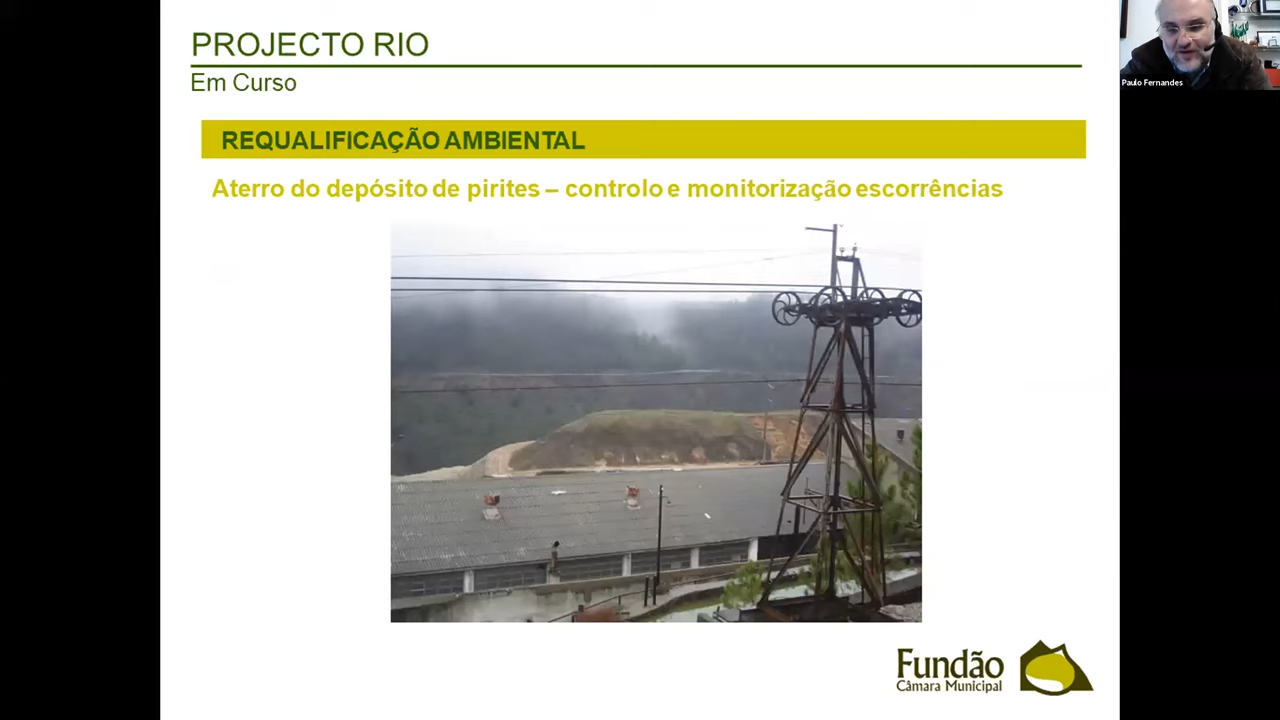 PROJECTO RIO
Em Curso
REQUALIFICAÇÃO AMBIENTAL
Aterro do depósito de pirites – controlo e monitorização escorrências
Paulo Fernandes
Fundão
Câmara Municipal